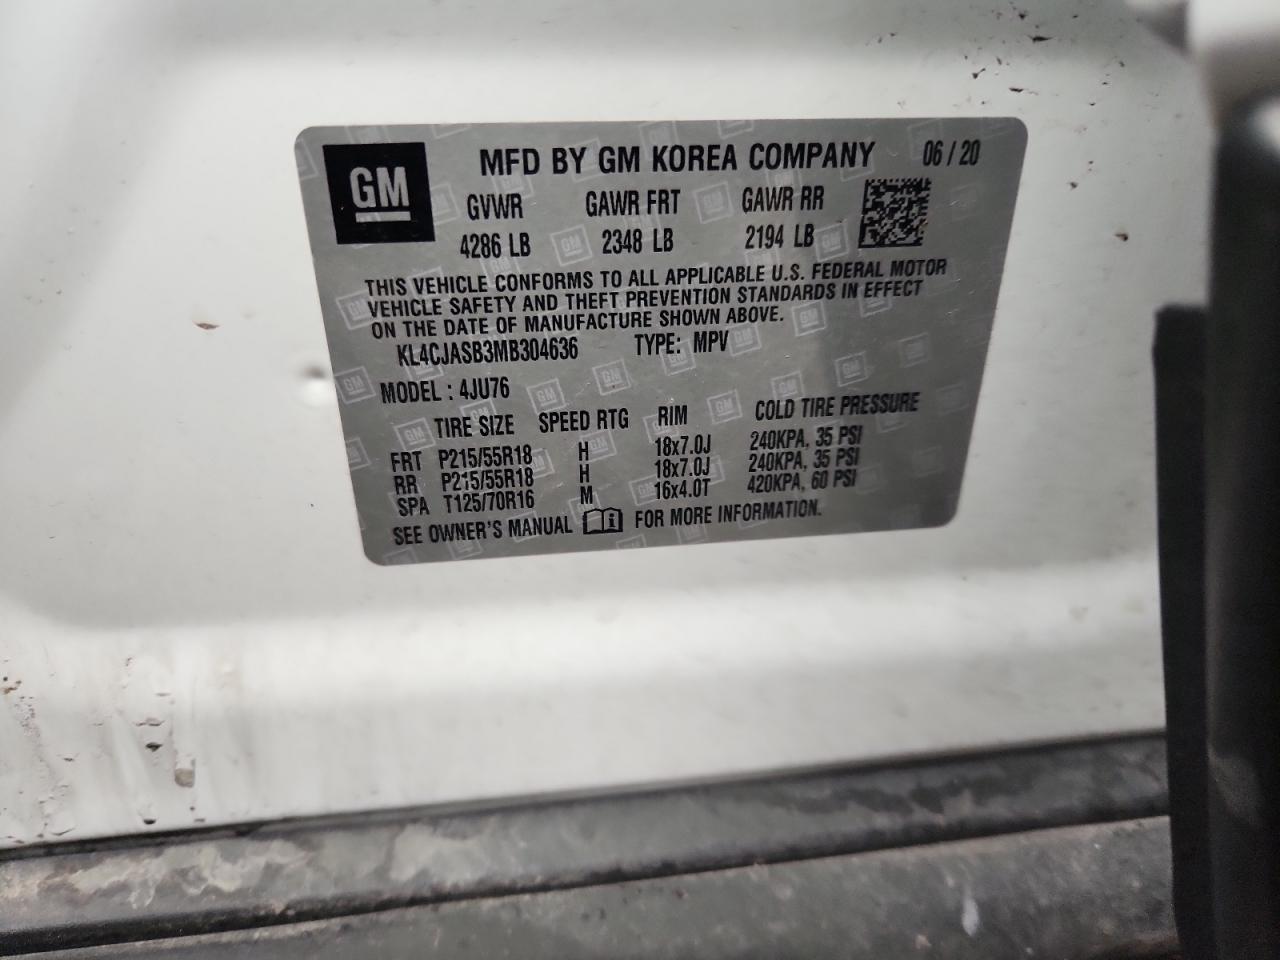 GM
MFD BY GM KOREA COMPANY 06 / 20
GVWR GAWR FRT GAWR RR
4286 LB 2348 LB 2194 LB
THIS VEHICLE CONFORMS TO ALL APPLICABLE U.S. FEDERAL MOTOR
VEHICLE SAFETY AND THEFT PREVENTION STANDARDS IN EFFECT
ON THE DATE OF MANUFACTURE SHOWN ABOVE.
KL4CJASB3MB304636 TYPE: MPV
MODEL : 4JU76
TIRE SIZE SPEED RTG RIM COLD TIRE PRESSURE
FRT P215/55R18 H 18x7.0J 240KPA, 35 PSI
RR P215/55R18 H 18x7.0J 240KPA, 35 PSI
SPA T125/70R16 M 16x4.0T 420KPA, 60 PSI
SEE OWNER'S MANUAL FOR MORE INFORMATION.